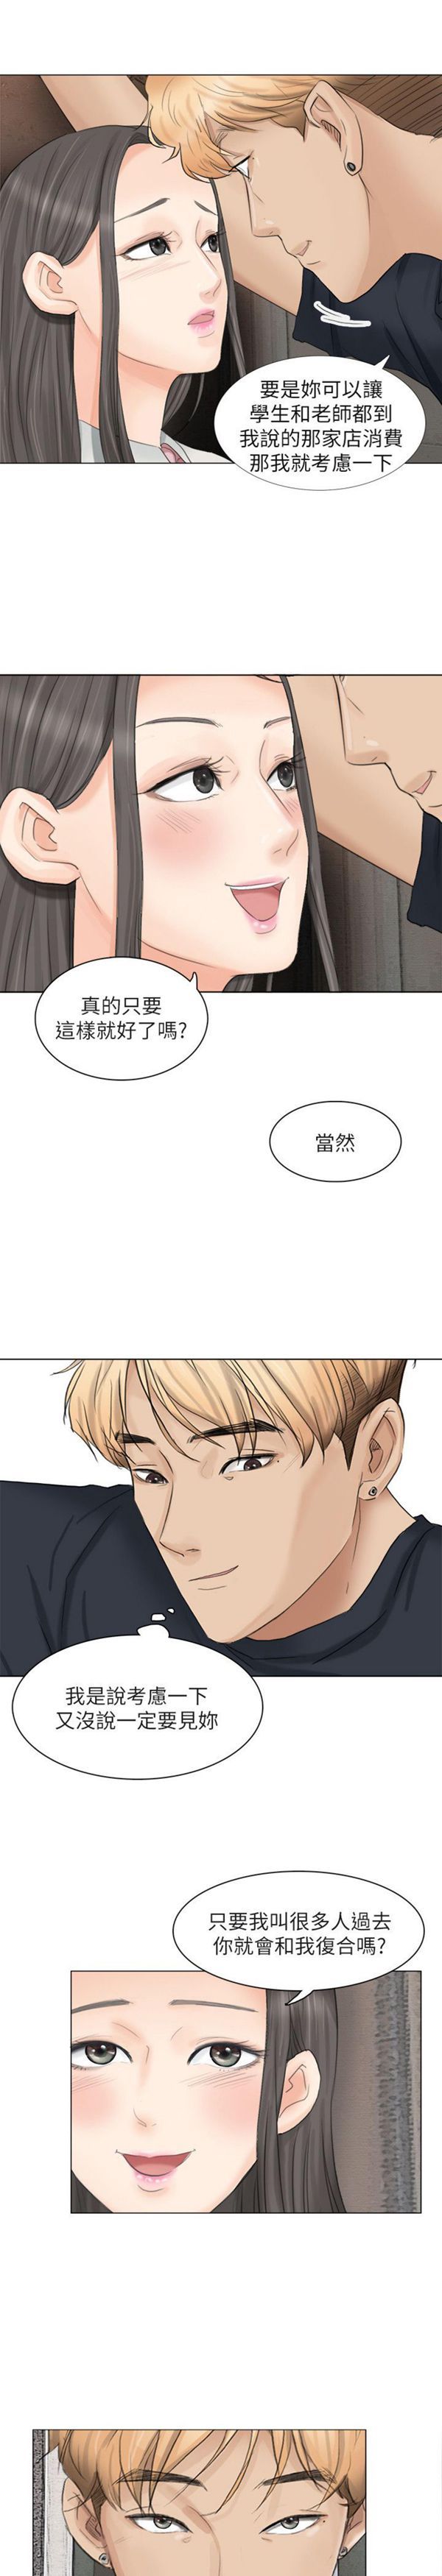 要是妳可以讓
學生和老師都到
我說的那家店消費
那我就考慮一下
真的只要
這樣就好了嗎?
當然
我是說考慮一下
又沒說一定要見妳
只要我叫很多人過去
你就會和我復合嗎?